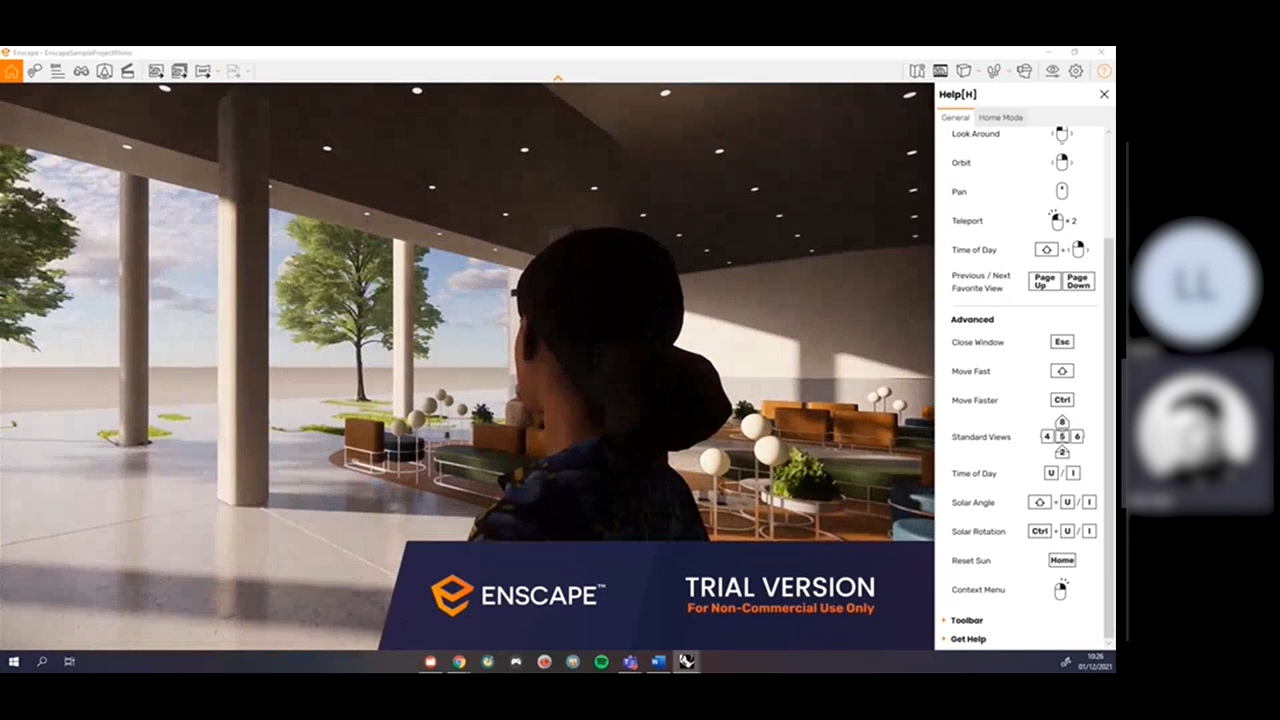 Enscape - EnscapeSampleProjectRhino
Help[H]
General
Home Mode
Look Around
Orbit
Pan
Teleport
× 2
Time of Day
+
Previous / Next
Favorite View
Page
Up
Page
Down
Advanced
Close Window
Esc
Move Fast
Move Faster
Ctrl
Standard Views
8
4 5 6
2
Time of Day
U / I
Solar Angle
+ U / I
Solar Rotation
Ctrl + U / I
Reset Sun
Home
Context Menu
Toolbar
Get Help
ENSCAPE™
TRIAL VERSION
For Non-Commercial Use Only
LL
10:26
01/12/2021